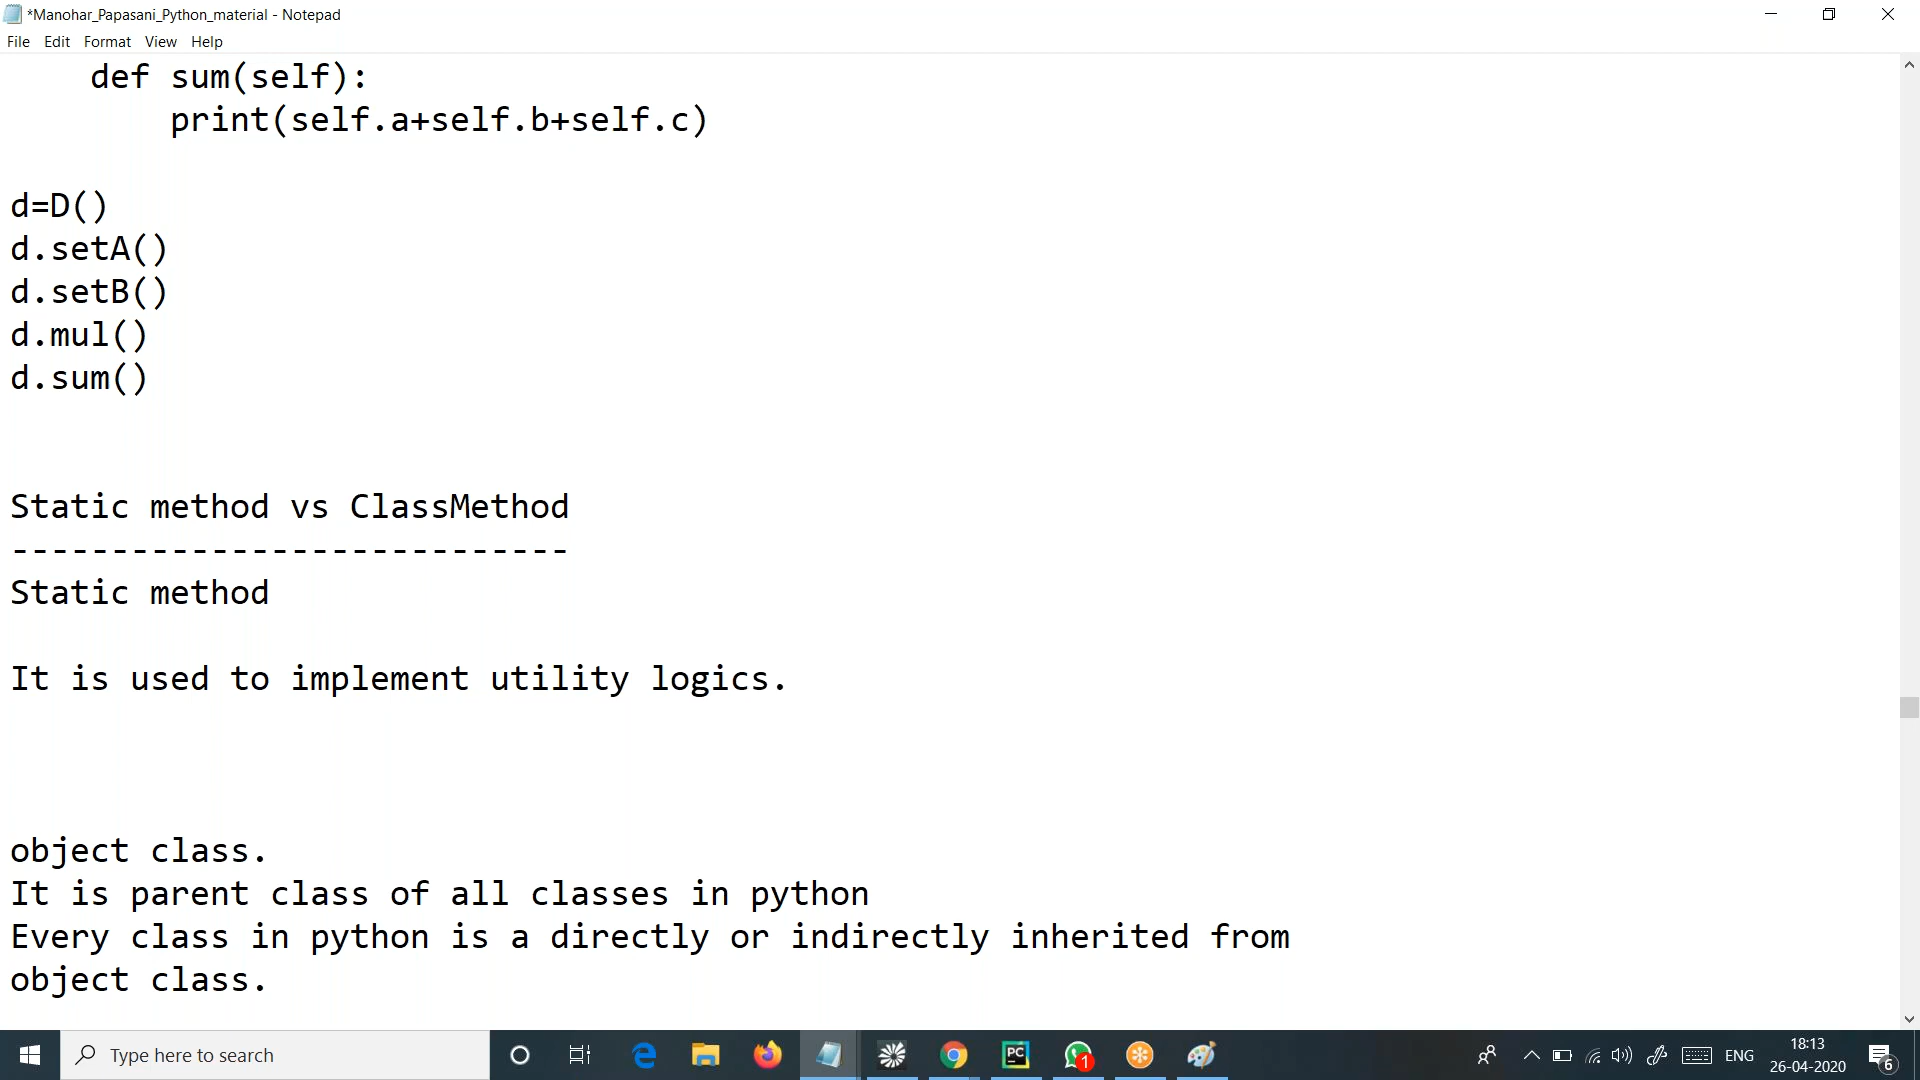 *Manohar_Papasani_Python_material - Notepad
File Edit Format View Help
def sum(self):
print(self.a+self.b+self.c)
d=D()
d.setA()
d.setB()
d.mul()
d.sum()
Static method vs ClassMethod
----------------------------
Static method
It is used to implement utility logics.
object class.
It is parent class of all classes in python
Every class in python is a directly or indirectly inherited from
object class.
Type here to search
PC
1
ENG
18:13
26-04-2020
6